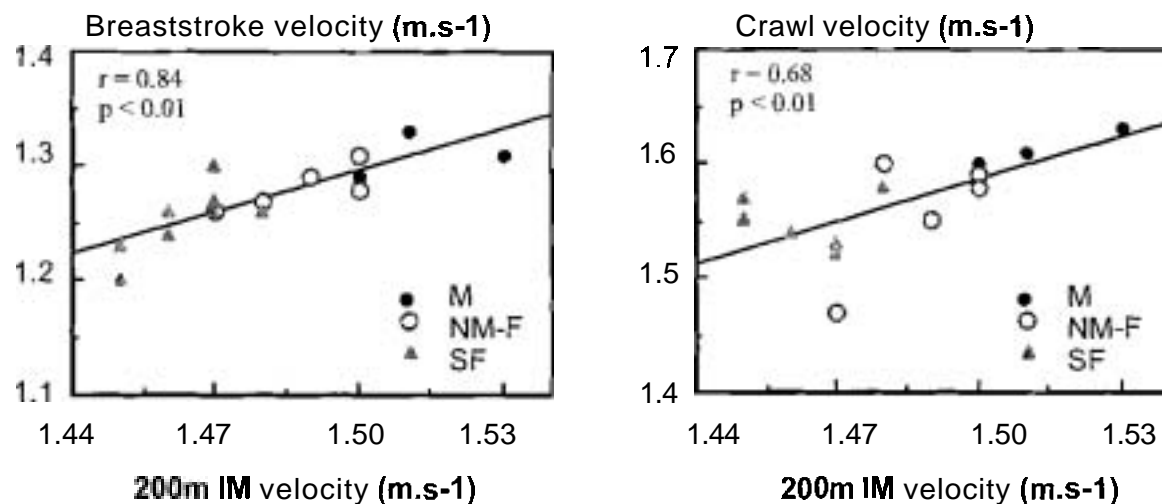 Breaststroke velocity (m.s-1)
1.4
r = 0.84
p < 0.01
1.3
1.2
M
NM-F
SF
1.1
1.44 1.47 1.50 1.53
200m IM velocity (m.s-1)
Crawl velocity (m.s-1)
1.7
r = 0.68
p < 0.01
1.6
1.5
M
NM-F
SF
1.4
1.44 1.47 1.50 1.53
200m IM velocity (m.s-1)